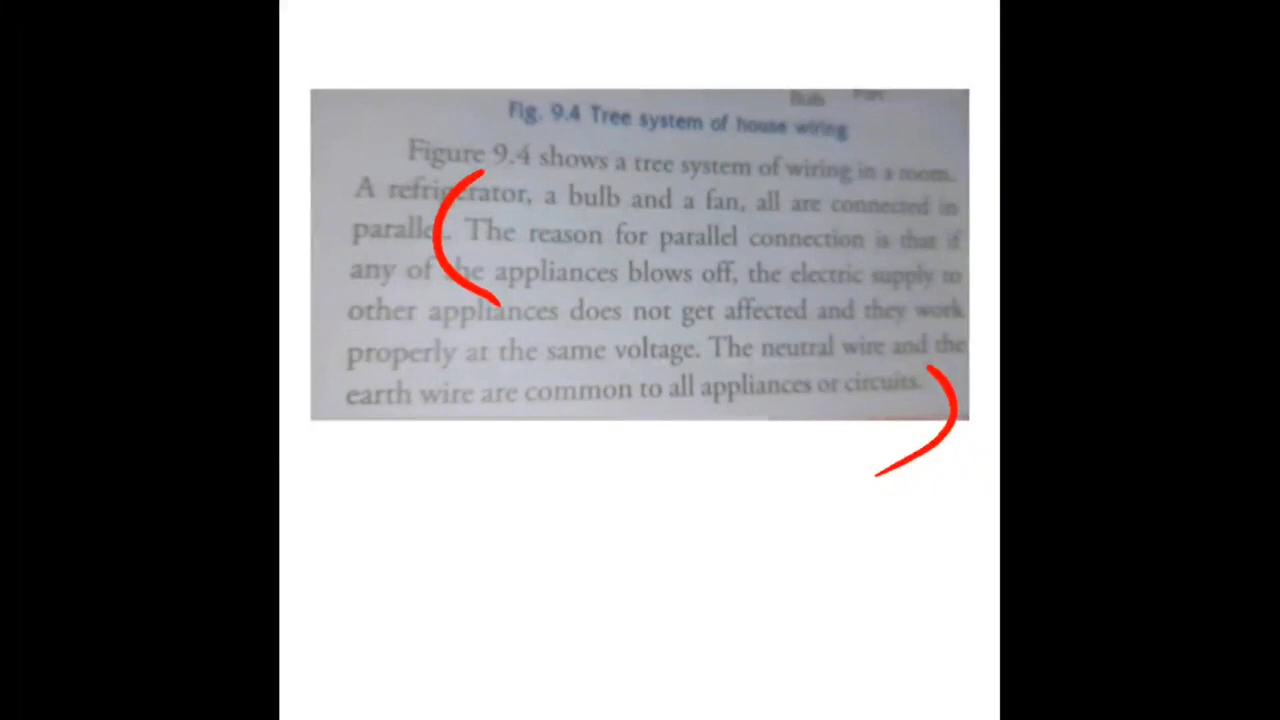 Bulb Fan
Fig. 9.4 Tree system of house wiring
Figure 9.4 shows a tree system of wiring in a room.
A refrigerator, a bulb and a fan, all are connected in
parallel. The reason for parallel connection is that if
any of the appliances blows off, the electric supply to
other appliances does not get affected and they work
properly at the same voltage. The neutral wire and the
earth wire are common to all appliances or circuits.